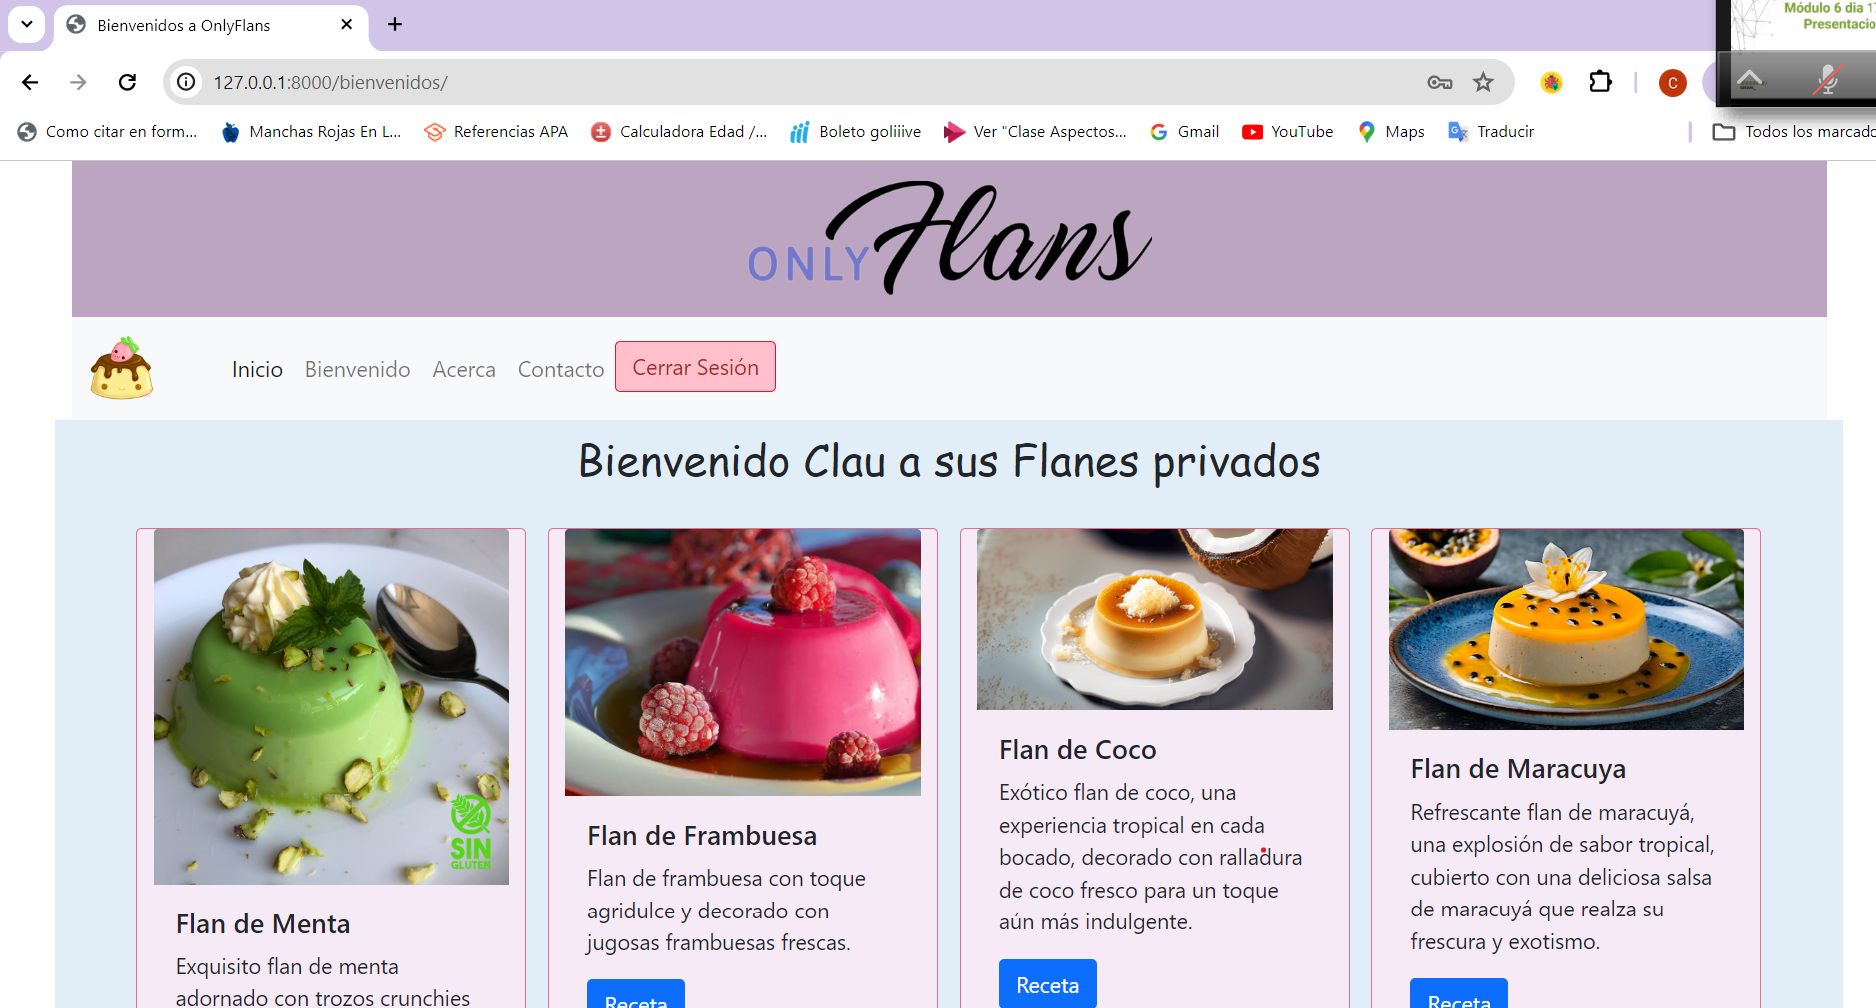 Bienvenidos a OnlyFlans
Módulo 6 dia 17
Presentacio
127.0.0.1:8000/bienvenidos/
C
Como citar en form...
Manchas Rojas En L...
Referencias APA
Calculadora Edad /...
Boleto goliiive
Ver "Clase Aspectos...
Gmail
YouTube
Maps
Traducir
Todos los marcado
ONLY Flans
Inicio
Bienvenido
Acerca
Contacto
Cerrar Sesión
Bienvenido Clau a sus Flanes privados
SIN
GLUTEN
Flan de Menta
Exquisito flan de menta
adornado con trozos crunchies
Flan de Frambuesa
Flan de frambuesa con toque
agridulce y decorado con
jugosas frambuesas frescas.
Receta
Flan de Coco
Exótico flan de coco, una
experiencia tropical en cada
bocado, decorado con ralladura
de coco fresco para un toque
aún más indulgente.
Receta
Flan de Maracuya
Refrescante flan de maracuyá,
una explosión de sabor tropical,
cubierto con una deliciosa salsa
de maracuyá que realza su
frescura y exotismo.
Receta